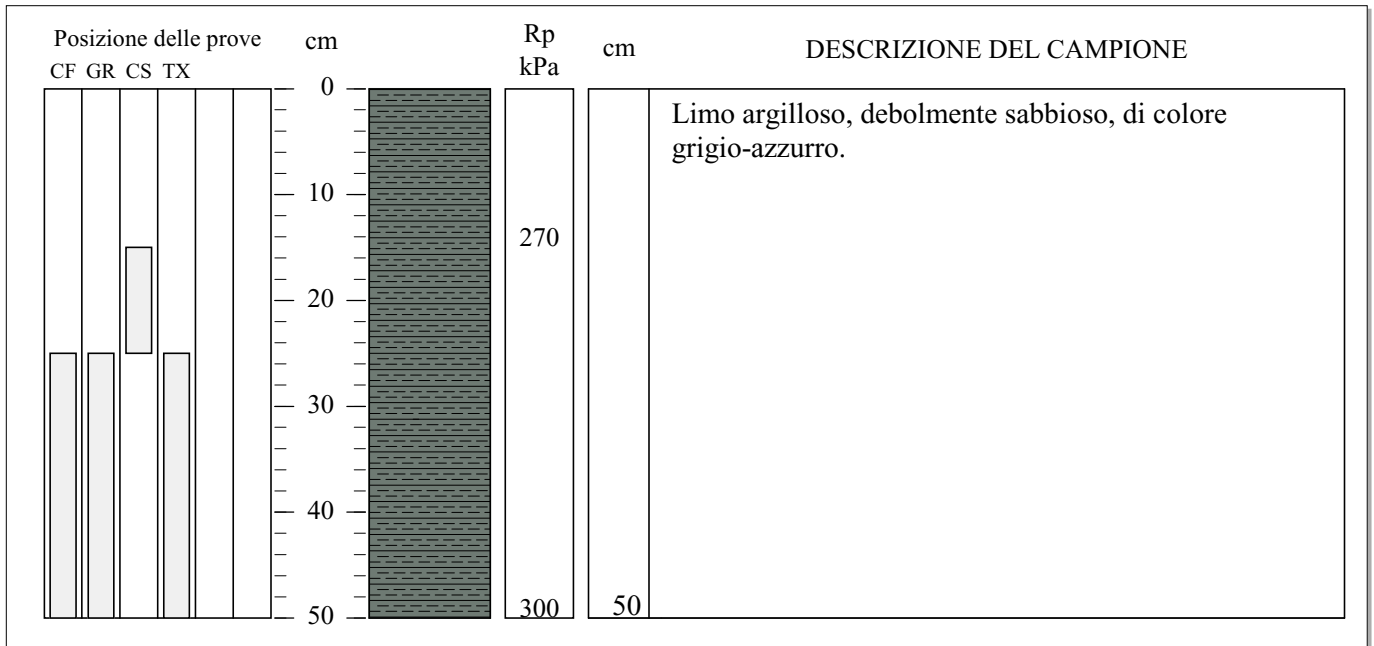 Posizione delle prove
CF GR CS TX
cm
Rp
kPa
cm
DESCRIZIONE DEL CAMPIONE
0
Limo argilloso, debolmente sabbioso, di colore
grigio-azzurro.
10
270
20
30
40
300
50
50